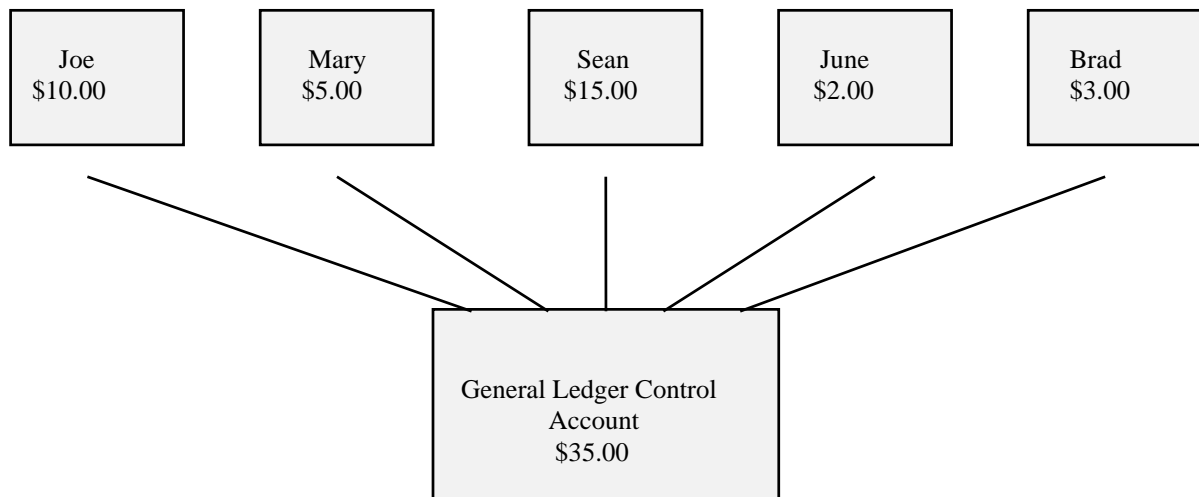 Joe
$10.00
Mary
$5.00
Sean
$15.00
June
$2.00
Brad
$3.00
General Ledger Control
Account
$35.00